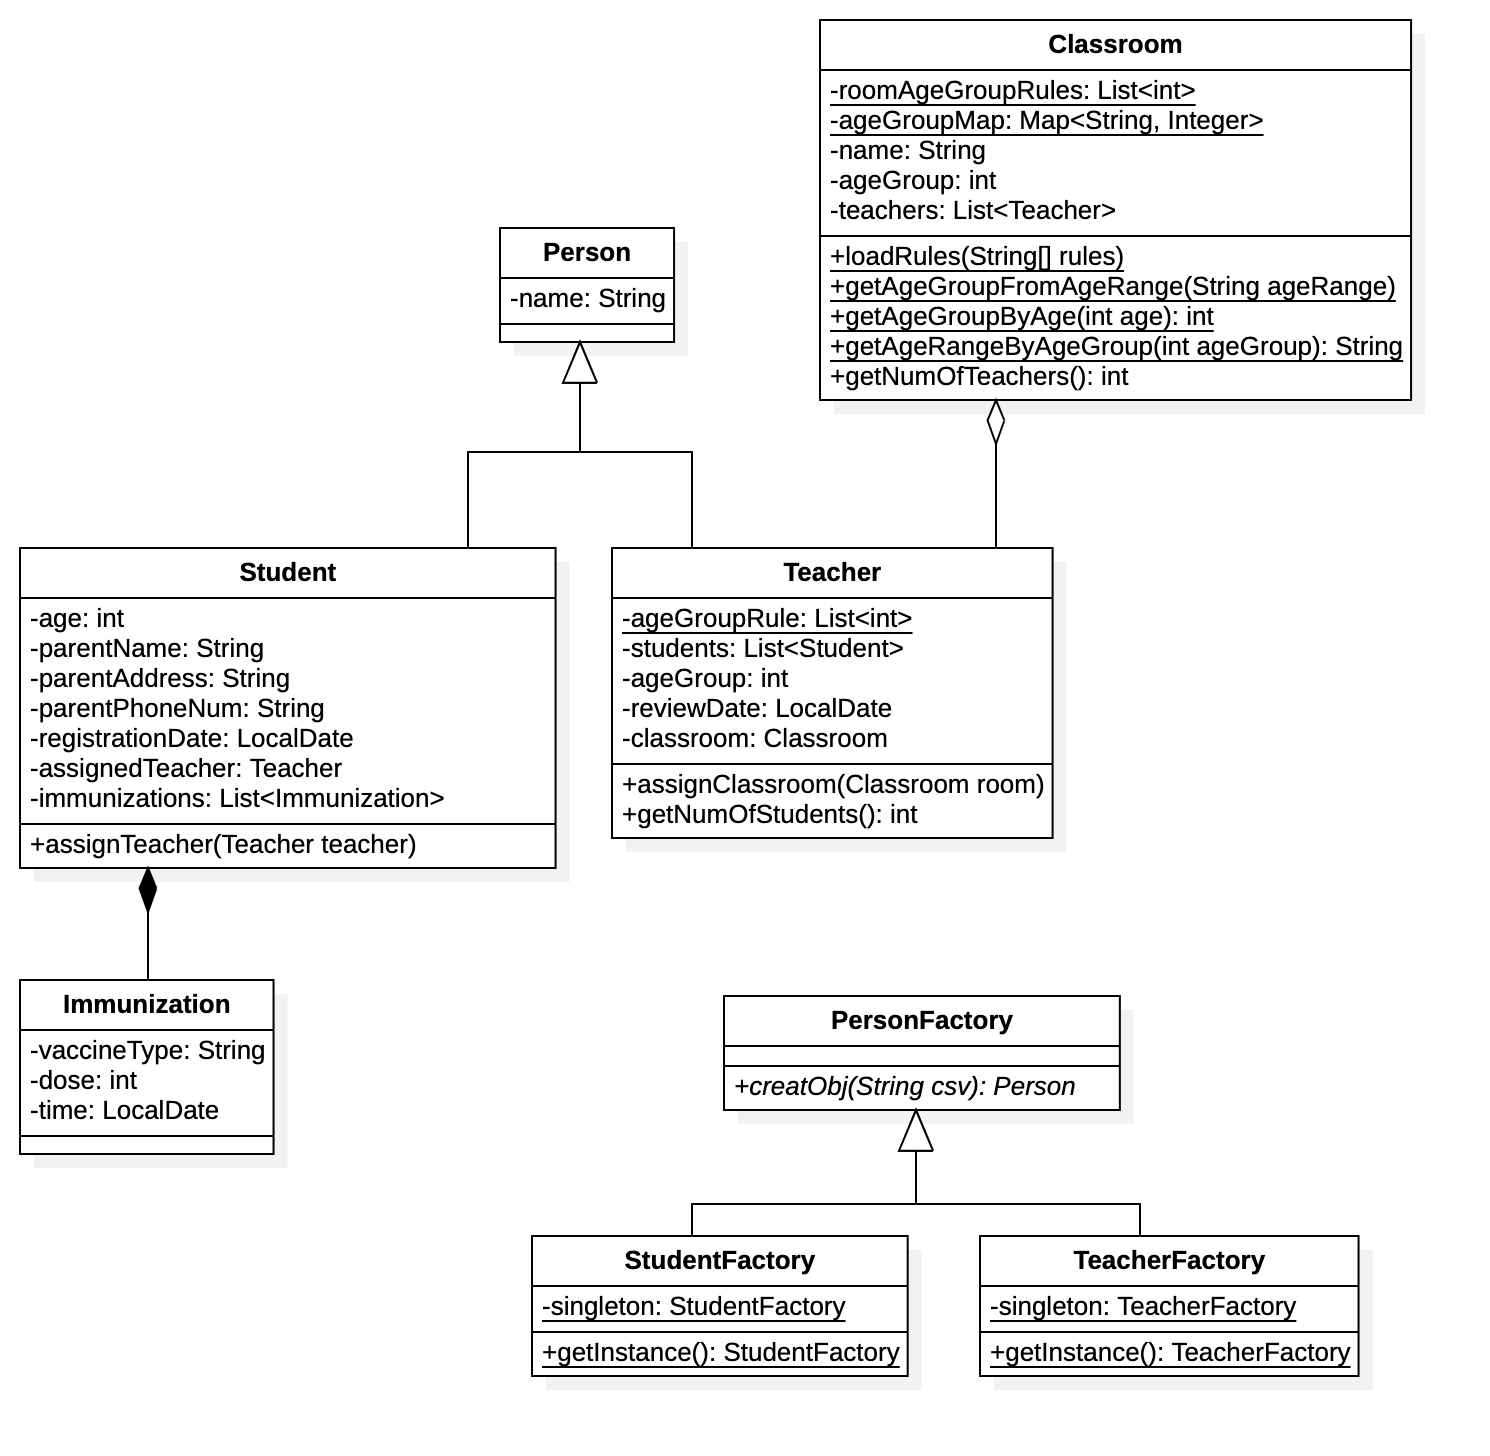 Classroom
-roomAgeGroupRules: List<int>
-ageGroupMap: Map<String, Integer>
-name: String
-ageGroup: int
-teachers: List<Teacher>
+loadRules(String[] rules)
+getAgeGroupFromAgeRange(String ageRange)
+getAgeGroupByAge(int age): int
+getAgeRangeByAgeGroup(int ageGroup): String
+getNumOfTeachers(): int
Person
-name: String
Student
-age: int
-parentName: String
-parentAddress: String
-parentPhoneNum: String
-registrationDate: LocalDate
-assignedTeacher: Teacher
-immunizations: List<Immunization>
+assignTeacher(Teacher teacher)
Teacher
-ageGroupRule: List<int>
-students: List<Student>
-ageGroup: int
-reviewDate: LocalDate
-classroom: Classroom
+assignClassroom(Classroom room)
+getNumOfStudents(): int
Immunization
-vaccineType: String
-dose: int
-time: LocalDate
PersonFactory
+creatObj(String csv): Person
StudentFactory
-singleton: StudentFactory
+getInstance(): StudentFactory
TeacherFactory
-singleton: TeacherFactory
+getInstance(): TeacherFactory